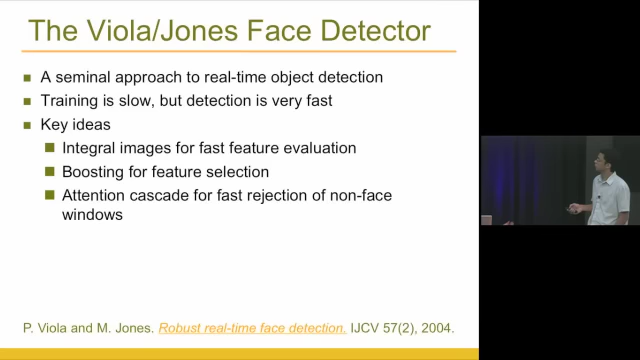 The Viola/Jones Face Detector
A seminal approach to real-time object detection
Training is slow, but detection is very fast
Key ideas
Integral images for fast feature evaluation
Boosting for feature selection
Attention cascade for fast rejection of non-face
windows
P. Viola and M. Jones. Robust real-time face detection. IJCV 57(2), 2004.